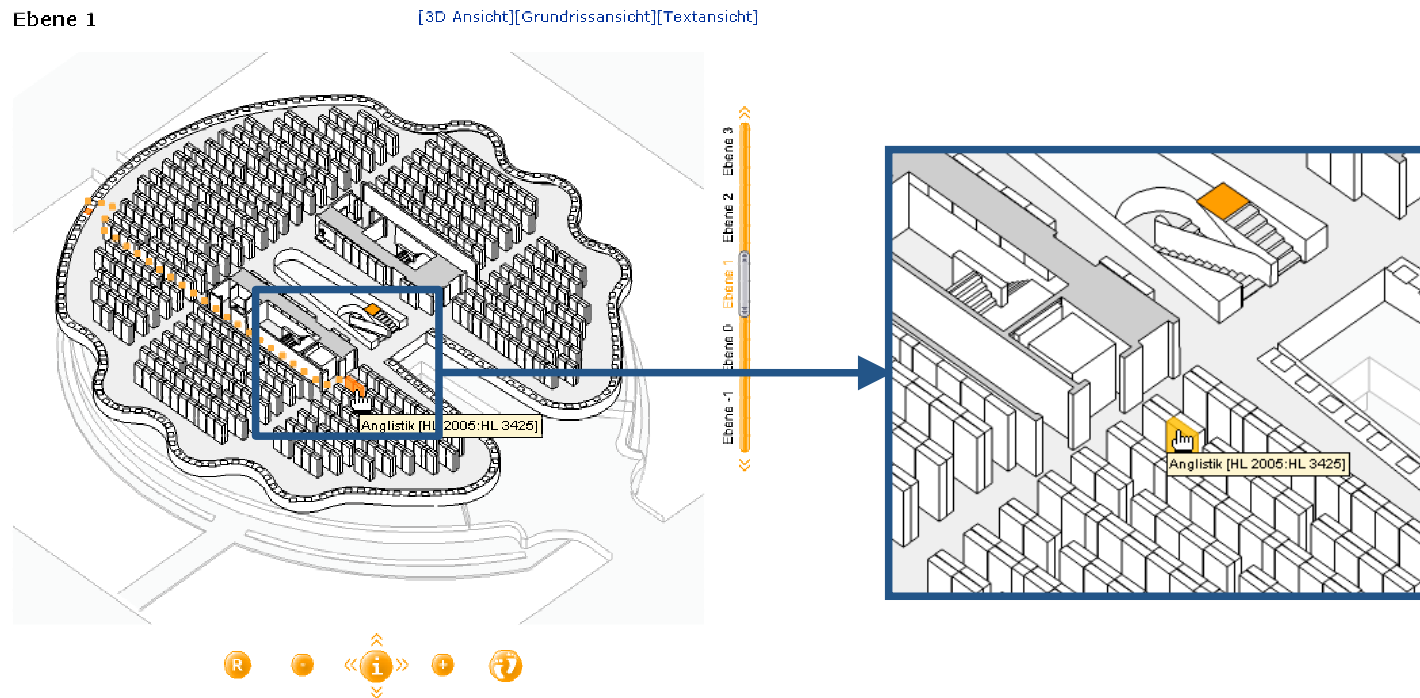 Ebene 1
[3D Ansicht][Grundrissansicht][Textansicht]
Ebene 3
Ebene 2
Ebene 1
Ebene 0
Ebene -1
Anglistik [HL 2005:HL 3425]
Anglistik [HL 2005:HL 3425]
R
i
+